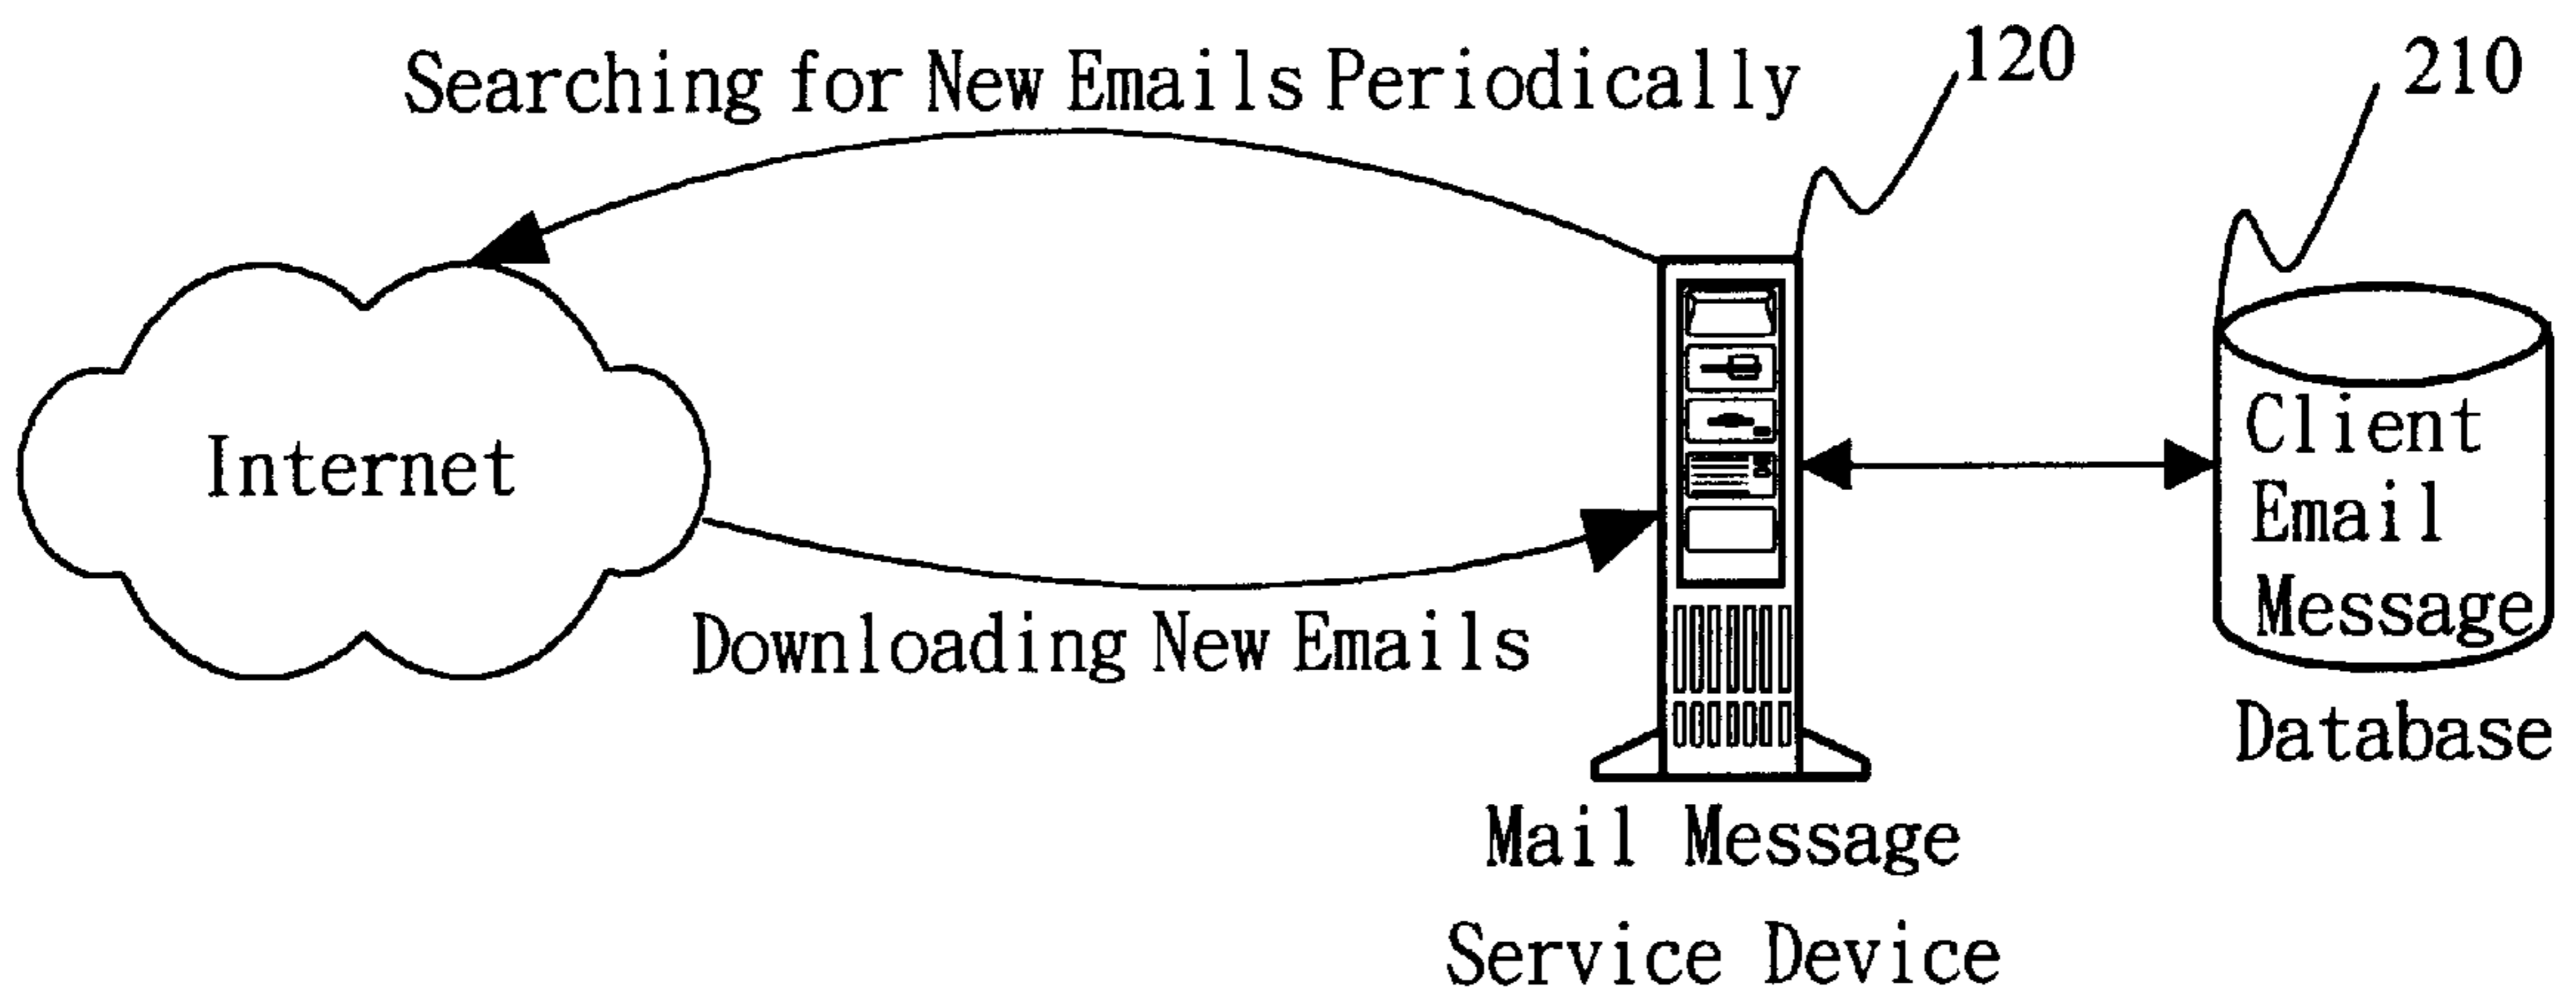 Searching for New Emails Periodically
120
210
Internet
Client
Email
Message
Downloading New Emails
Database
Mail Message
Service Device